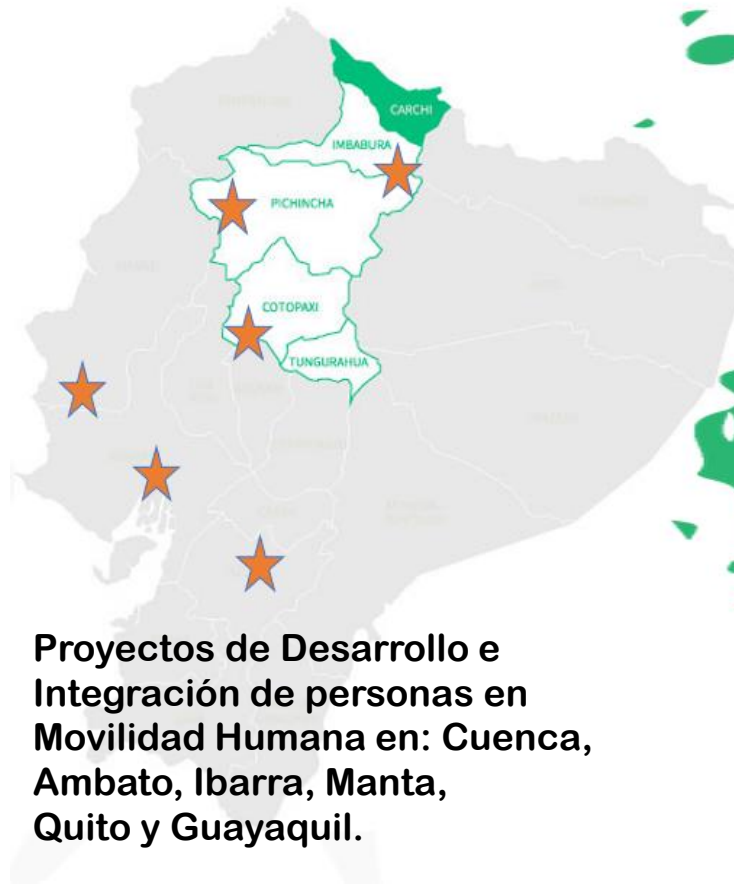 CARCHI
IMBABURA
PICHINCHA
COTOPAXI
TUNGURAHUA
Proyectos de Desarrollo e
Integración de personas en
Movilidad Humana en: Cuenca,
Ambato, Ibarra, Manta,
Quito y Guayaquil.